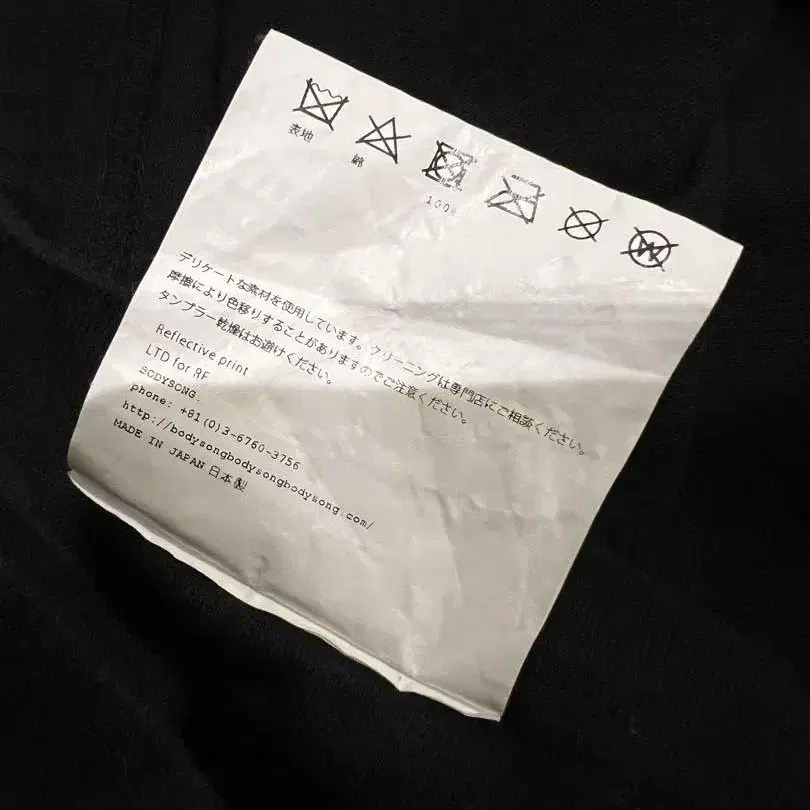 表地
綿
100%
W
デリケートな素材を使用しています。クリーニングは専門店にご相談ください。
摩擦により色移りすることがありますのでご注意ください。
タンブラー乾燥はお避けください。
Reflective print
LTD for RF
BODYSONG.
phone: +81(0)3-6760-3756
http://bodysongbodysongbodysong.com/
MADE IN JAPAN 日本製